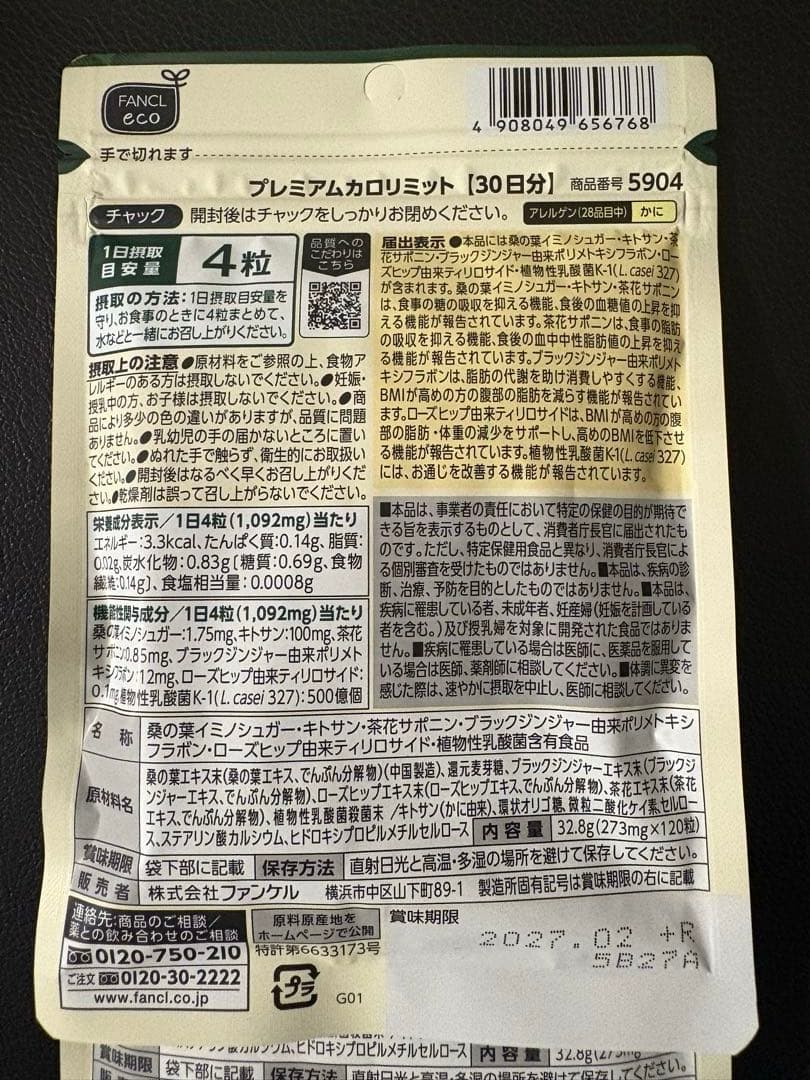 FANCL
eco
4 908049 656768
手で切れます
プレミアムカロリミット【30日分】 商品番号 5904
チャック 開封後はチャックをしっかりお閉めください。 アレルゲン(28品目中) かに
1日摂取
目安量 4粒
摂取の方法:1日摂取目安量を
守り、お食事のときに4粒まとめて、
水などと一緒にお召し上がりください。
品質への
こだわりは
こちら
摂取上の注意 ●原材料をご参照の上、食物ア
レルギーのある方は摂取しないでください。●妊娠・
授乳中の方、お子様は摂取しないでください。●商
品により多少の色の違いがありますが、品質に問題
ありません。●乳幼児の手の届かないところに置い
てください。●ぬれた手で触らず、衛生的にお取扱い
ください。●開封後はなるべく早くお召し上がりくだ
さい。●乾燥剤は誤って召し上がらないでください。
栄養成分表示/1日4粒(1,092mg)当たり
エネルギー:3.3kcal、たんぱく質:0.14g、脂質:
0.02g、炭水化物:0.83g〔糖質:0.69g、食物
繊維:0.14g〕、食塩相当量:0.0008g
機能性関与成分/1日4粒(1,092mg)当たり
桑の葉イミノシュガー:1.75mg、キトサン:100mg、茶花
サポニン:0.85mg、ブラックジンジャー由来ポリメト
キシフラボン:12mg、ローズヒップ由来ティリロサイド:
0.1mg、植物性乳酸菌K-1(L. casei 327):500億個
届出表示 ●本品には桑の葉イミノシュガー・キトサン・茶
花サポニン・ブラックジンジャー由来ポリメトキシフラボン・ロー
ズヒップ由来ティリロサイド・植物性乳酸菌K-1(L. casei 327)
が含まれます。桑の葉イミノシュガー・キトサン・茶花サポニン
は、食事の糖の吸収を抑える機能、食後の血糖値の上昇を抑
える機能が報告されています。茶花サポニンは、食事の脂肪
の吸収を抑える機能、食後の血中中性脂肪値の上昇を抑え
る機能が報告されています。ブラックジンジャー由来ポリメト
キシフラボンは、脂肪の代謝を助け消費しやすくする機能、
BMIが高めの方の腹部の脂肪を減らす機能が報告されてい
ます。ローズヒップ由来ティリロサイドは、BMIが高めの方の腹
部の脂肪・体重の減少をサポートし、高めのBMIを低下させ
る機能が報告されています。植物性乳酸菌K-1(L. casei 327)
には、お通じを改善する機能が報告されています。
■本品は、事業者の責任において特定の保健の目的が期待で
きる旨を表示するものとして、消費者庁長官に届出されたも
のです。ただし、特定保健用食品と異なり、消費者庁長官によ
る個別審査を受けたものではありません。■本品は、疾病の診
断、治療、予防を目的としたものではありません。■本品は、
疾病に罹患している者、未成年者、妊産婦(妊娠を計画している
者を含む。)及び授乳婦を対象に開発された食品ではありませ
ん。■疾病に罹患している場合は医師に、医薬品を服用して
いる場合は医師、薬剤師に相談してください。■体調に異変を
感じた際は、速やかに摂取を中止し、医師に相談してください。
名 称 桑の葉イミノシュガー・キトサン・茶花サポニン・ブラックジンジャー由来ポリメトキシ
フラボン・ローズヒップ由来ティリロサイド・植物性乳酸菌含有食品
原材料名 桑の葉エキス末(桑の葉エキス、でんぷん分解物)(中国製造)、還元麦芽糖、ブラックジンジャーエキス末(ブラックジ
ンジャーエキス、でんぷん分解物)、ローズヒップエキス末(ローズヒップエキス、でんぷん分解物)、茶花エキス末(茶花
エキス、でんぷん分解物)、植物性乳酸菌殺菌末 /キトサン(かに由来)、環状オリゴ糖、微粒二酸化ケイ素、セルロー
ス、ステアリン酸カルシウム、ヒドロキシプロピルメチルセルロース 内容量 32.8g(273mg×120粒)
賞味期限 袋下部に記載 保存方法 直射日光と高温・多湿の場所を避けて保存してください。
販売者 株式会社ファンケル 横浜市中区山下町89-1 製造所固有記号は賞味期限の右に記載
連絡先:商品のご相談/
薬との飲み合わせのご相談
0120-750-210
ご注文 0120-30-2222
www.fancl.co.jp
原料原産地を
ホームページで公開
特許第6633173号
プラ
G01
賞味期限
2027.02 +R
5B27A
ヒドロキシプロピルメチルセルロース 内容量
賞味期限 袋下部に記載 保存方法 直射日光と高温・多湿の場所を避けて保存してください。